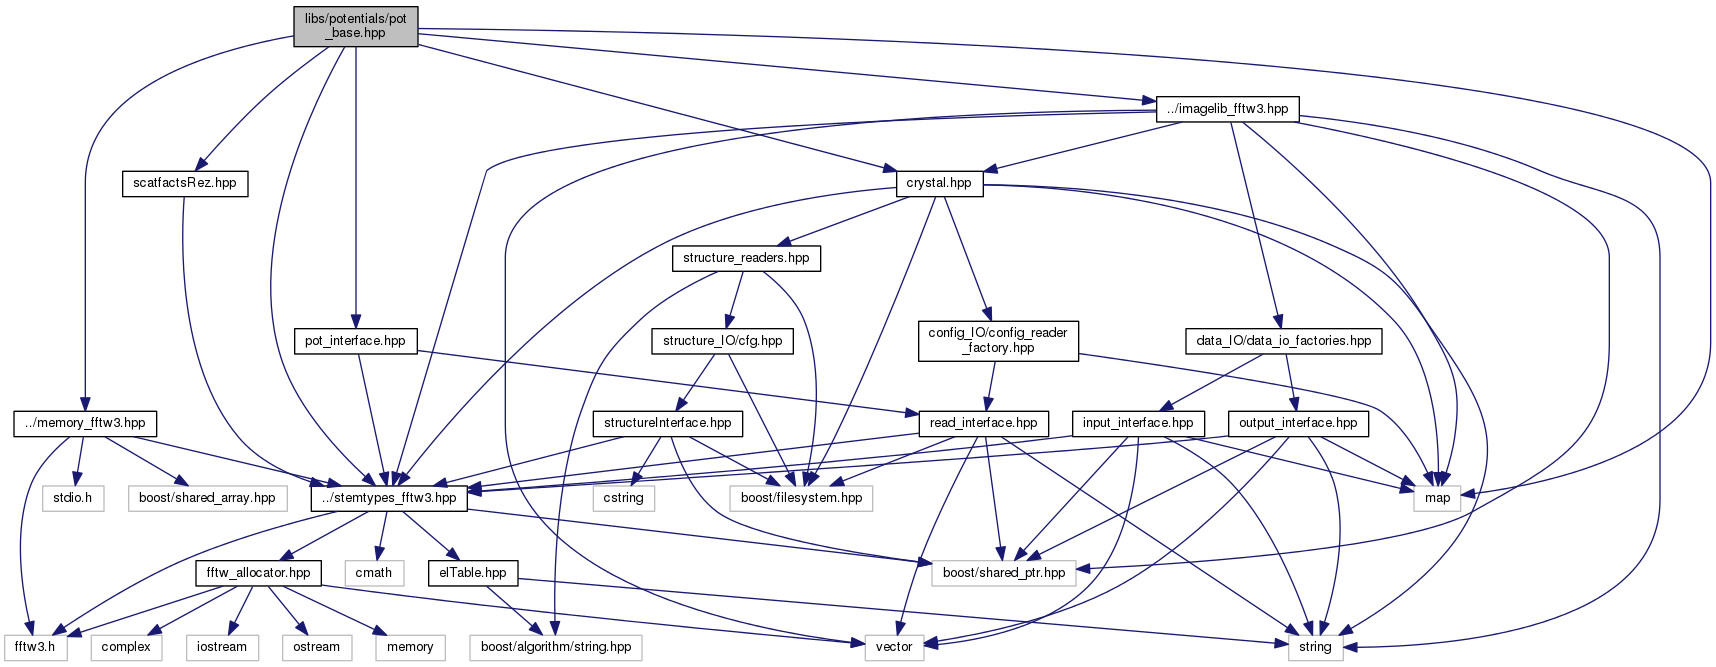 libs/potentials/pot
_base.hpp
../imagelib_fftw3.hpp
scatfactsRez.hpp
crystal.hpp
structure_readers.hpp
pot_interface.hpp
structure_IO/cfg.hpp
config_IO/config_reader
_factory.hpp
data_IO/data_io_factories.hpp
../memory_fftw3.hpp
structureInterface.hpp
read_interface.hpp
input_interface.hpp
output_interface.hpp
stdio.h
boost/shared_array.hpp
../stemtypes_fftw3.hpp
cstring
boost/filesystem.hpp
map
fftw_allocator.hpp
cmath
elTable.hpp
boost/shared_ptr.hpp
fftw3.h
complex
iostream
ostream
memory
boost/algorithm/string.hpp
vector
string